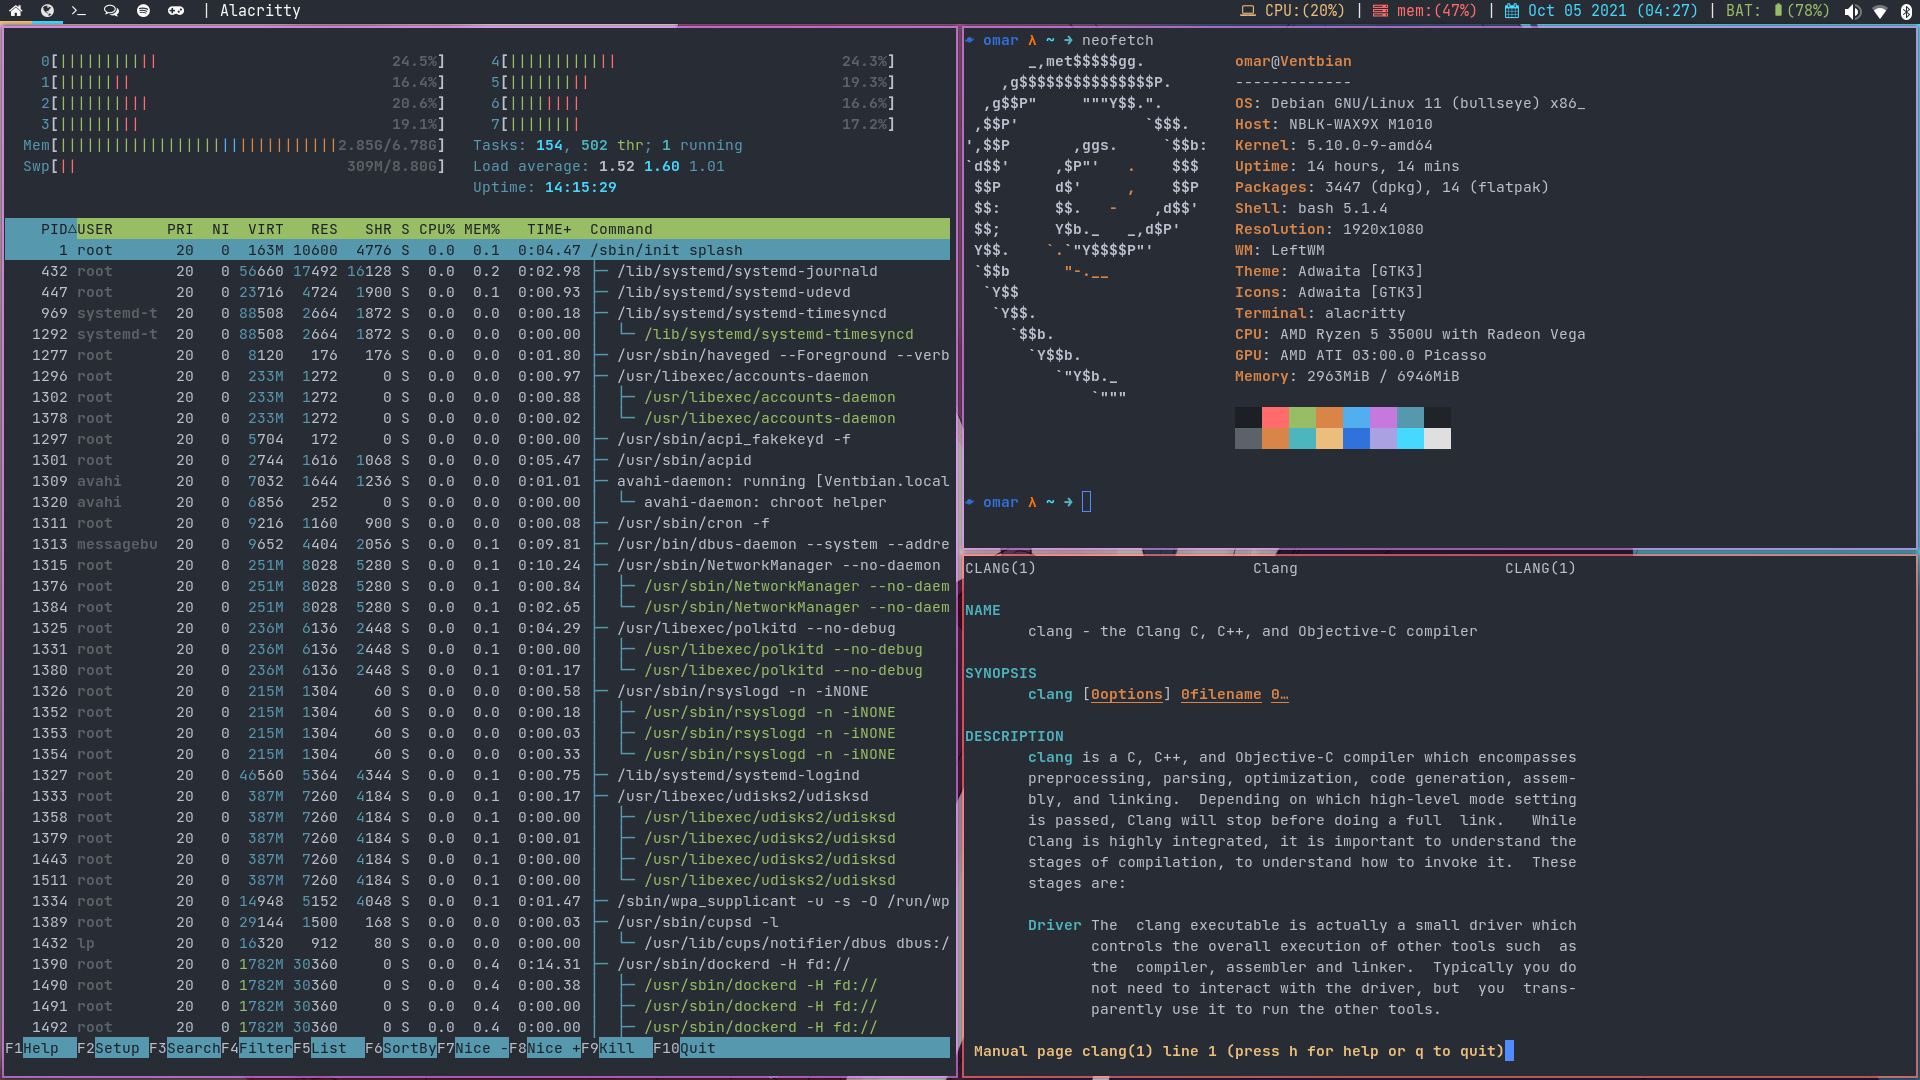 | Alacritty
CPU:(20%) | mem:(47%) | Oct 05 2021 (04:27) | BAT: (78%)
0[||||||||||| 24.5%] 4[|||||||||||| 24.3%]
1[|||||||| 16.4%] 5[||||||||| 19.3%]
2[|||||||||| 20.6%] 6[|||||||| 16.6%]
3[||||||||| 19.1%] 7[|||||||| 17.2%]
Mem[|||||||||||||||||||||||||||||||2.85G/6.78G] Tasks: 154, 502 thr; 1 running
Swp[|| 309M/8.80G] Load average: 1.52 1.60 1.01
Uptime: 14:15:29
PID△USER PRI NI VIRT RES SHR S CPU% MEM% TIME+ Command
1 root 20 0 163M 10600 4776 S 0.0 0.1 0:04.47 /sbin/init splash
432 root 20 0 56660 17492 16128 S 0.0 0.2 0:02.98 ├─ /lib/systemd/systemd-journald
447 root 20 0 23716 4724 1900 S 0.0 0.1 0:00.93 ├─ /lib/systemd/systemd-udevd
969 systemd-t 20 0 88508 2664 1872 S 0.0 0.0 0:00.18 ├─ /lib/systemd/systemd-timesyncd
1292 systemd-t 20 0 88508 2664 1872 S 0.0 0.0 0:00.00 │ └─ /lib/systemd/systemd-timesyncd
1277 root 20 0 8120 176 176 S 0.0 0.0 0:01.80 ├─ /usr/sbin/haveged --Foreground --verb
1296 root 20 0 233M 1272 0 S 0.0 0.0 0:00.97 ├─ /usr/libexec/accounts-daemon
1302 root 20 0 233M 1272 0 S 0.0 0.0 0:00.88 │ ├─ /usr/libexec/accounts-daemon
1378 root 20 0 233M 1272 0 S 0.0 0.0 0:00.02 │ └─ /usr/libexec/accounts-daemon
1297 root 20 0 5704 172 0 S 0.0 0.0 0:00.00 ├─ /usr/sbin/acpi_fakekeyd -f
1301 root 20 0 2744 1616 1068 S 0.0 0.0 0:05.47 ├─ /usr/sbin/acpid
1309 avahi 20 0 7032 1644 1236 S 0.0 0.0 0:01.01 ├─ avahi-daemon: running [Ventbian.local
1320 avahi 20 0 6856 252 0 S 0.0 0.0 0:00.00 │ └─ avahi-daemon: chroot helper
1311 root 20 0 9216 1160 900 S 0.0 0.0 0:00.08 ├─ /usr/sbin/cron -f
1313 messagebu 20 0 9652 4404 2056 S 0.0 0.1 0:09.81 ├─ /usr/bin/dbus-daemon --system --addre
1315 root 20 0 251M 8028 5280 S 0.0 0.1 0:10.24 ├─ /usr/sbin/NetworkManager --no-daemon
1376 root 20 0 251M 8028 5280 S 0.0 0.1 0:00.84 │ ├─ /usr/sbin/NetworkManager --no-daem
1384 root 20 0 251M 8028 5280 S 0.0 0.1 0:02.65 │ └─ /usr/sbin/NetworkManager --no-daem
1325 root 20 0 236M 6136 2448 S 0.0 0.1 0:04.29 ├─ /usr/libexec/polkitd --no-debug
1331 root 20 0 236M 6136 2448 S 0.0 0.1 0:00.00 │ ├─ /usr/libexec/polkitd --no-debug
1380 root 20 0 236M 6136 2448 S 0.0 0.1 0:01.17 │ └─ /usr/libexec/polkitd --no-debug
1326 root 20 0 215M 1304 60 S 0.0 0.0 0:00.58 ├─ /usr/sbin/rsyslogd -n -iNONE
1352 root 20 0 215M 1304 60 S 0.0 0.0 0:00.18 │ ├─ /usr/sbin/rsyslogd -n -iNONE
1353 root 20 0 215M 1304 60 S 0.0 0.0 0:00.03 │ ├─ /usr/sbin/rsyslogd -n -iNONE
1354 root 20 0 215M 1304 60 S 0.0 0.0 0:00.33 │ └─ /usr/sbin/rsyslogd -n -iNONE
1327 root 20 0 46560 5364 4344 S 0.0 0.1 0:00.75 ├─ /lib/systemd/systemd-logind
1333 root 20 0 387M 7260 4184 S 0.0 0.1 0:00.17 ├─ /usr/libexec/udisks2/udisksd
1358 root 20 0 387M 7260 4184 S 0.0 0.1 0:00.00 │ ├─ /usr/libexec/udisks2/udisksd
1379 root 20 0 387M 7260 4184 S 0.0 0.1 0:00.01 │ ├─ /usr/libexec/udisks2/udisksd
1443 root 20 0 387M 7260 4184 S 0.0 0.1 0:00.00 │ ├─ /usr/libexec/udisks2/udisksd
1511 root 20 0 387M 7260 4184 S 0.0 0.1 0:00.00 │ └─ /usr/libexec/udisks2/udisksd
1334 root 20 0 14948 5152 4048 S 0.0 0.1 0:01.47 ├─ /sbin/wpa_supplicant -u -s -O /run/wp
1389 root 20 0 29144 1500 168 S 0.0 0.0 0:00.03 ├─ /usr/sbin/cupsd -l
1432 lp 20 0 16320 912 80 S 0.0 0.0 0:00.00 │ └─ /usr/lib/cups/notifier/dbus dbus:/
1390 root 20 0 1782M 30360 0 S 0.0 0.4 0:14.31 ├─ /usr/sbin/dockerd -H fd://
1490 root 20 0 1782M 30360 0 S 0.0 0.4 0:00.38 │ ├─ /usr/sbin/dockerd -H fd://
1491 root 20 0 1782M 30360 0 S 0.0 0.4 0:00.00 │ ├─ /usr/sbin/dockerd -H fd://
1492 root 20 0 1782M 30360 0 S 0.0 0.4 0:00.00 │ ├─ /usr/sbin/dockerd -H fd://
F1Help F2Setup F3SearchF4FilterF5List F6SortByF7Nice -F8Nice +F9Kill F10Quit
omar λ ~ → neofetch
_,met$$$$$gg. omar@Ventbian
,g$$$$$$$$$$$$$$$P. -------------
,g$$P" """Y$$.". OS: Debian GNU/Linux 11 (bullseye) x86_
,$$P' `$$$. Host: NBLK-WAX9X M1010
',$$P ,ggs. `$$b: Kernel: 5.10.0-9-amd64
`d$$' ,$P"' . $$$ Uptime: 14 hours, 14 mins
$$P d$' , $$P Packages: 3447 (dpkg), 14 (flatpak)
$$: $$. - ,d$$' Shell: bash 5.1.4
$$; Y$b._ _,d$P' Resolution: 1920x1080
Y$$. `.`"Y$$$$P"' WM: LeftWM
`$$b "-.__ Theme: Adwaita [GTK3]
`Y$$ Icons: Adwaita [GTK3]
`Y$$. Terminal: alacritty
`$$b. CPU: AMD Ryzen 5 3500U with Radeon Vega
`Y$$b. GPU: AMD ATI 03:00.0 Picasso
`"Y$b._ Memory: 2963MiB / 6946MiB
`"""
omar λ ~ →
CLANG(1) Clang CLANG(1)
NAME
clang - the Clang C, C++, and Objective-C compiler
SYNOPSIS
clang [0options] 0filename 0…
DESCRIPTION
clang is a C, C++, and Objective-C compiler which encompasses
preprocessing, parsing, optimization, code generation, assem-
bly, and linking. Depending on which high-level mode setting
is passed, Clang will stop before doing a full link. While
Clang is highly integrated, it is important to understand the
stages of compilation, to understand how to invoke it. These
stages are:
Driver The clang executable is actually a small driver which
controls the overall execution of other tools such as
the compiler, assembler and linker. Typically you do
not need to interact with the driver, but you trans-
parently use it to run the other tools.
Manual page clang(1) line 1 (press h for help or q to quit)